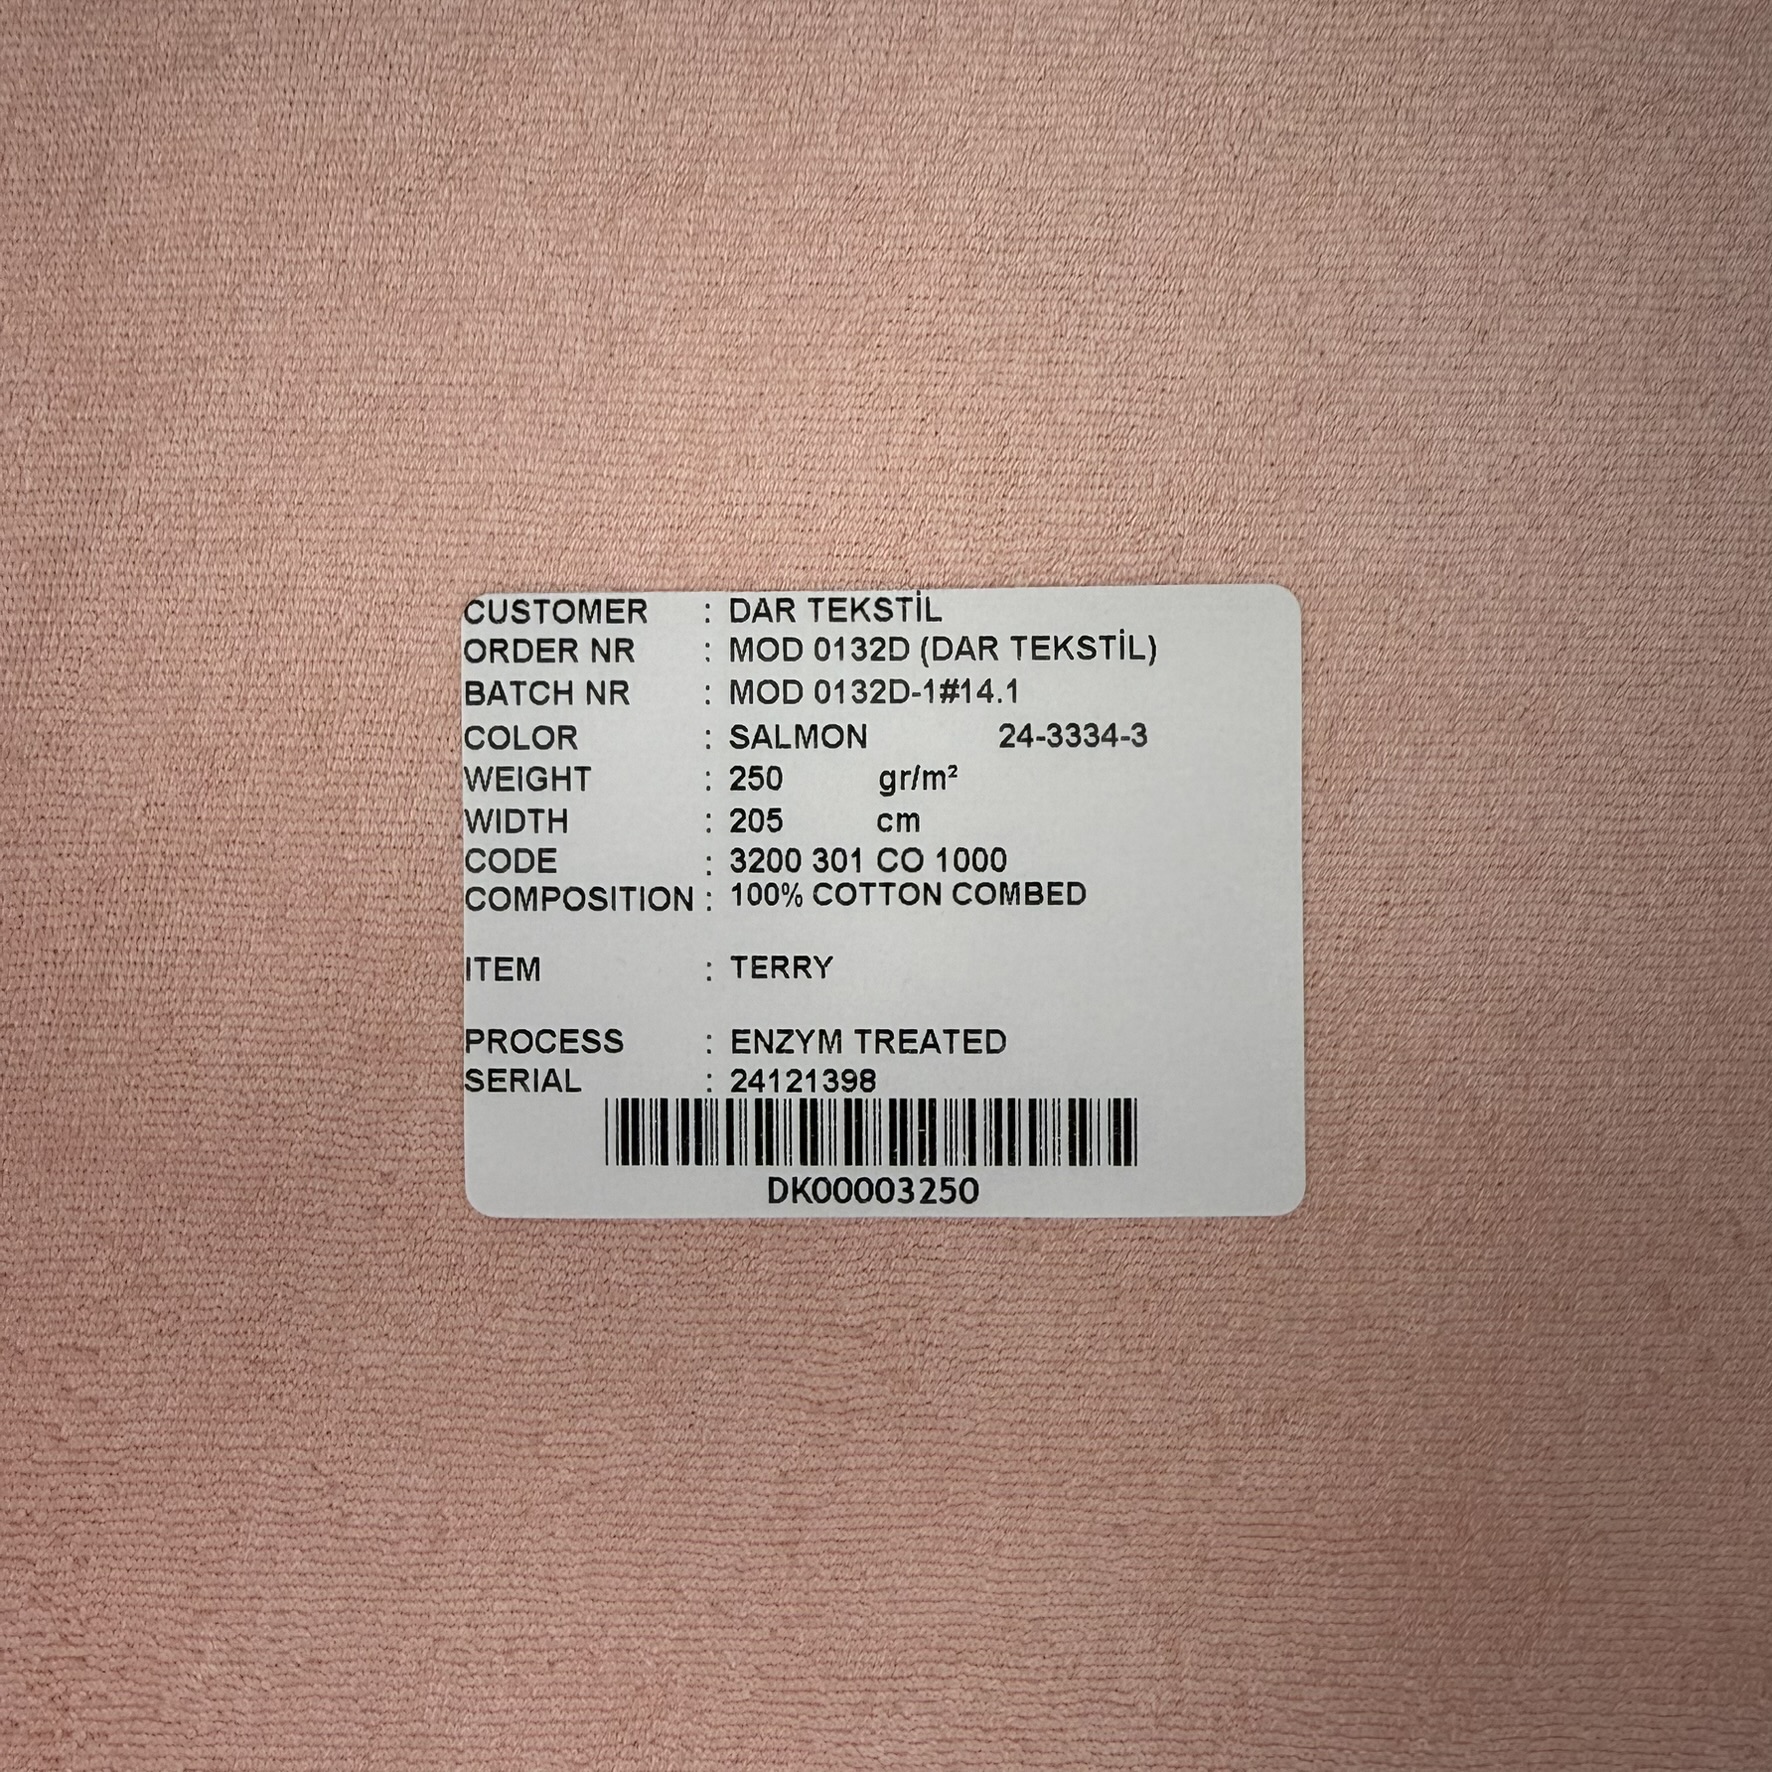 CUSTOMER : DAR TEKSTİL
ORDER NR : MOD 0132D (DAR TEKSTİL)
BATCH NR : MOD 0132D-1#14.1
COLOR : SALMON 24-3334-3
WEIGHT : 250 gr/m²
WIDTH : 205 cm
CODE : 3200 301 CO 1000
COMPOSITION : 100% COTTON COMBED
ITEM : TERRY
PROCESS : ENZYM TREATED
SERIAL : 24121398
DK00003250